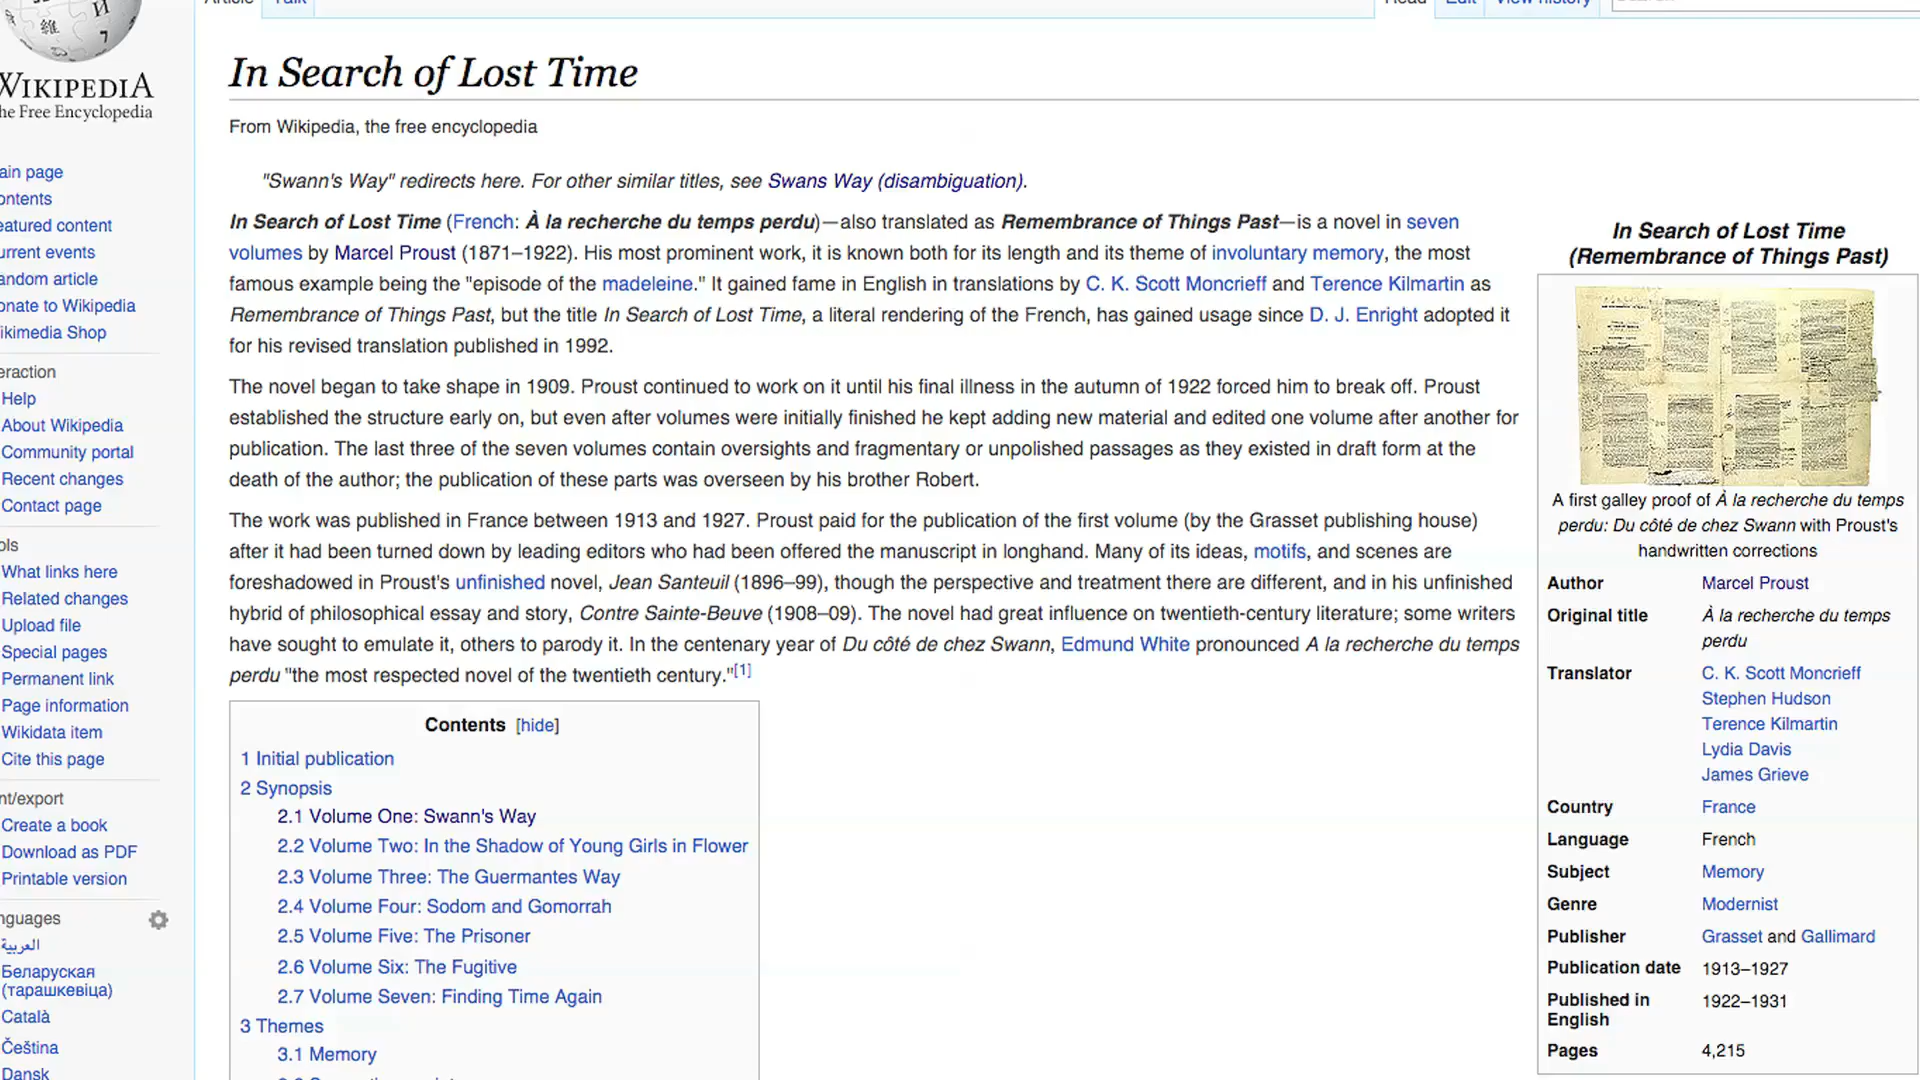 Article Talk
Read Edit View history
WIKIPEDIA
The Free Encyclopedia
ain page
ontents
eatured content
urrent events
andom article
onate to Wikipedia
ikimedia Shop
eraction
Help
About Wikipedia
Community portal
Recent changes
Contact page
ols
What links here
Related changes
Upload file
Special pages
Permanent link
Page information
Wikidata item
Cite this page
nt/export
Create a book
Download as PDF
Printable version
nguages
العربية
Беларуская
(тарашкевіца)
Català
Čeština
Dansk
In Search of Lost Time
From Wikipedia, the free encyclopedia
"Swann's Way" redirects here. For other similar titles, see Swans Way (disambiguation).
In Search of Lost Time (French: À la recherche du temps perdu)—also translated as Remembrance of Things Past—is a novel in seven
volumes by Marcel Proust (1871–1922). His most prominent work, it is known both for its length and its theme of involuntary memory, the most
famous example being the "episode of the madeleine." It gained fame in English in translations by C. K. Scott Moncrieff and Terence Kilmartin as
Remembrance of Things Past, but the title In Search of Lost Time, a literal rendering of the French, has gained usage since D. J. Enright adopted it
for his revised translation published in 1992.
The novel began to take shape in 1909. Proust continued to work on it until his final illness in the autumn of 1922 forced him to break off. Proust
established the structure early on, but even after volumes were initially finished he kept adding new material and edited one volume after another for
publication. The last three of the seven volumes contain oversights and fragmentary or unpolished passages as they existed in draft form at the
death of the author; the publication of these parts was overseen by his brother Robert.
The work was published in France between 1913 and 1927. Proust paid for the publication of the first volume (by the Grasset publishing house)
after it had been turned down by leading editors who had been offered the manuscript in longhand. Many of its ideas, motifs, and scenes are
foreshadowed in Proust's unfinished novel, Jean Santeuil (1896–99), though the perspective and treatment there are different, and in his unfinished
hybrid of philosophical essay and story, Contre Sainte-Beuve (1908–09). The novel had great influence on twentieth-century literature; some writers
have sought to emulate it, others to parody it. In the centenary year of Du côté de chez Swann, Edmund White pronounced A la recherche du temps
perdu "the most respected novel of the twentieth century."[1]
Contents [hide]
1 Initial publication
2 Synopsis
2.1 Volume One: Swann's Way
2.2 Volume Two: In the Shadow of Young Girls in Flower
2.3 Volume Three: The Guermantes Way
2.4 Volume Four: Sodom and Gomorrah
2.5 Volume Five: The Prisoner
2.6 Volume Six: The Fugitive
2.7 Volume Seven: Finding Time Again
3 Themes
3.1 Memory
In Search of Lost Time
(Remembrance of Things Past)
A first galley proof of À la recherche du temps
perdu: Du côté de chez Swann with Proust's
handwritten corrections
Author Marcel Proust
Original title À la recherche du temps
perdu
Translator C. K. Scott Moncrieff
Stephen Hudson
Terence Kilmartin
Lydia Davis
James Grieve
Country France
Language French
Subject Memory
Genre Modernist
Publisher Grasset and Gallimard
Publication date 1913–1927
Published in
English 1922–1931
Pages 4,215